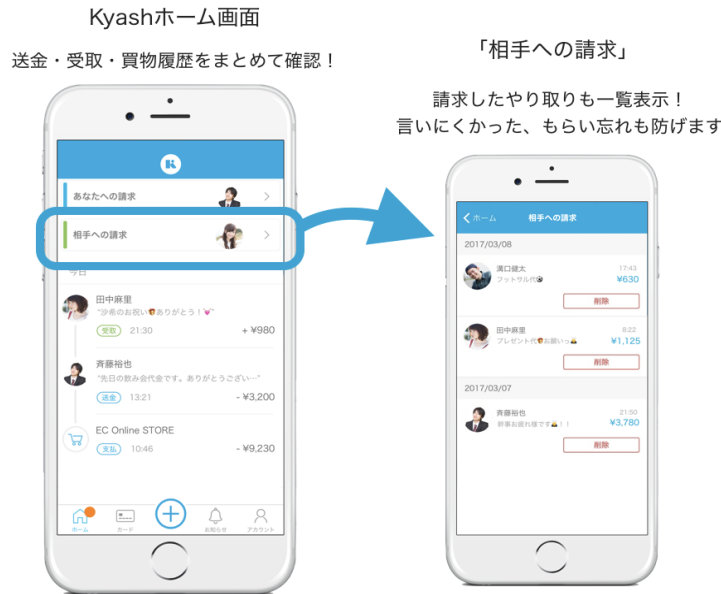 Kyashホーム画面
送金・受取・買物履歴をまとめて確認！
「相手への請求」
請求したやり取りも一覧表示！
言いにくかった、もらい忘れも防げます
あなたへの請求
相手への請求
今日
田中麻里
“沙希のお祝い🎁ありがとう！💓”
受取 21:30 + ¥980
斉藤裕也
“先日の飲み会代金です。ありがとうござい…”
送金 13:21 - ¥3,200
EC Online STORE
支払 10:46 - ¥9,230
ホーム カード お知らせ アカウント
ホーム 相手への請求
2017/03/08
溝口健太 17:43
フットサル代⚽ ¥630
削除
田中麻里 8:22
プレゼント代🎁お願いっ🙇 ¥1,125
削除
2017/03/07
斉藤裕也 21:50
幹事お疲れ様です🙇！！ ¥3,780
削除